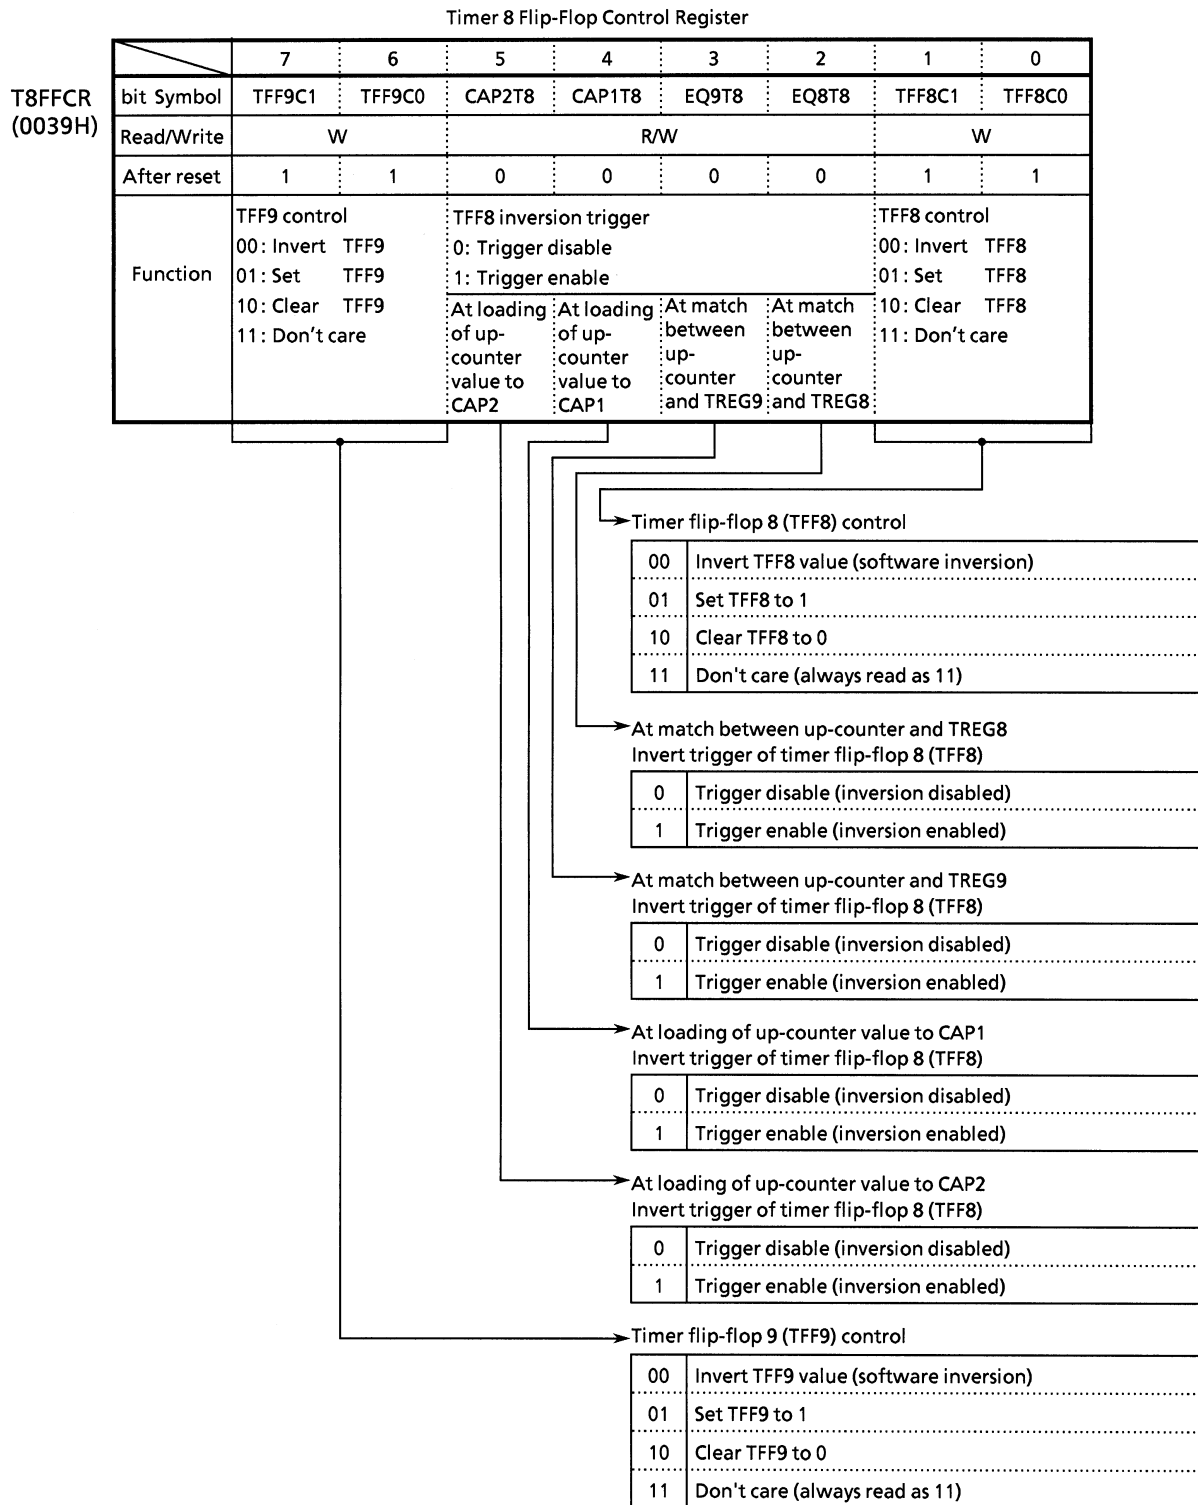 Timer 8 Flip-Flop Control Register
7 6 5 4 3 2 1 0
T8FFCR
(0039H)
bit Symbol TFF9C1 TFF9C0 CAP2T8 CAP1T8 EQ9T8 EQ8T8 TFF8C1 TFF8C0
Read/Write W R/W W
After reset 1 1 0 0 0 0 1 1
Function
TFF9 control
00: Invert TFF9
01: Set TFF9
10: Clear TFF9
11: Don't care
TFF8 inversion trigger
0: Trigger disable
1: Trigger enable
At loading
of up-
counter
value to
CAP2
At loading
of up-
counter
value to
CAP1
At match
between
up-
counter
and TREG9
At match
between
up-
counter
and TREG8
TFF8 control
00: Invert TFF8
01: Set TFF8
10: Clear TFF8
11: Don't care
Timer flip-flop 8 (TFF8) control
00 Invert TFF8 value (software inversion)
01 Set TFF8 to 1
10 Clear TFF8 to 0
11 Don't care (always read as 11)
At match between up-counter and TREG8
Invert trigger of timer flip-flop 8 (TFF8)
0 Trigger disable (inversion disabled)
1 Trigger enable (inversion enabled)
At match between up-counter and TREG9
Invert trigger of timer flip-flop 8 (TFF8)
0 Trigger disable (inversion disabled)
1 Trigger enable (inversion enabled)
At loading of up-counter value to CAP1
Invert trigger of timer flip-flop 8 (TFF8)
0 Trigger disable (inversion disabled)
1 Trigger enable (inversion enabled)
At loading of up-counter value to CAP2
Invert trigger of timer flip-flop 8 (TFF8)
0 Trigger disable (inversion disabled)
1 Trigger enable (inversion enabled)
Timer flip-flop 9 (TFF9) control
00 Invert TFF9 value (software inversion)
01 Set TFF9 to 1
10 Clear TFF9 to 0
11 Don't care (always read as 11)